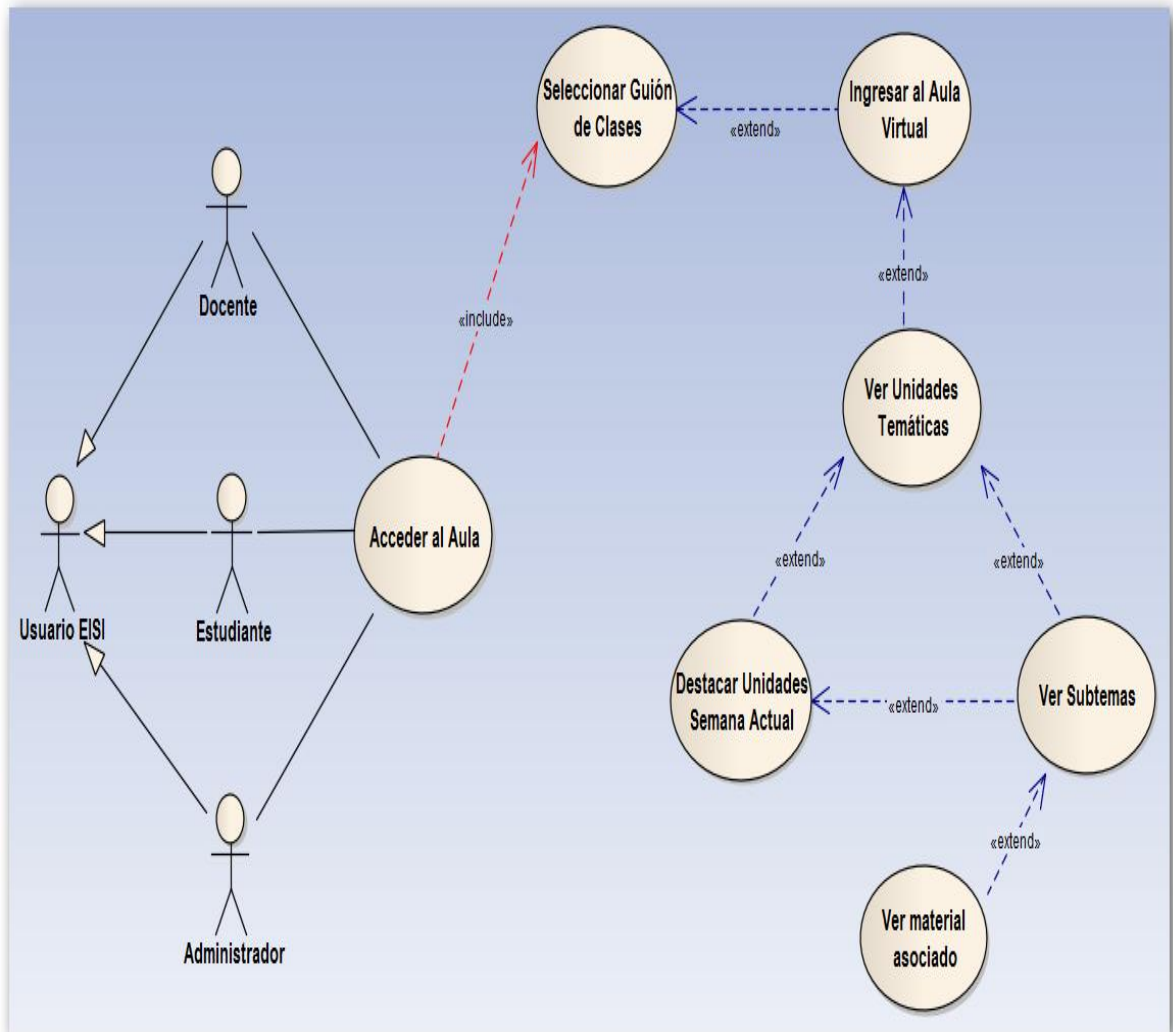 Seleccionar Guión
de Clases
Ingresar al Aula
Virtual
«extend»
Docente
«extend»
«include»
Ver Unidades
Temáticas
Acceder al Aula
Usuario EISI
Estudiante
«extend»
«extend»
Destacar Unidades
Semana Actual
«extend»
Ver Subtemas
«extend»
Ver material
asociado
Administrador